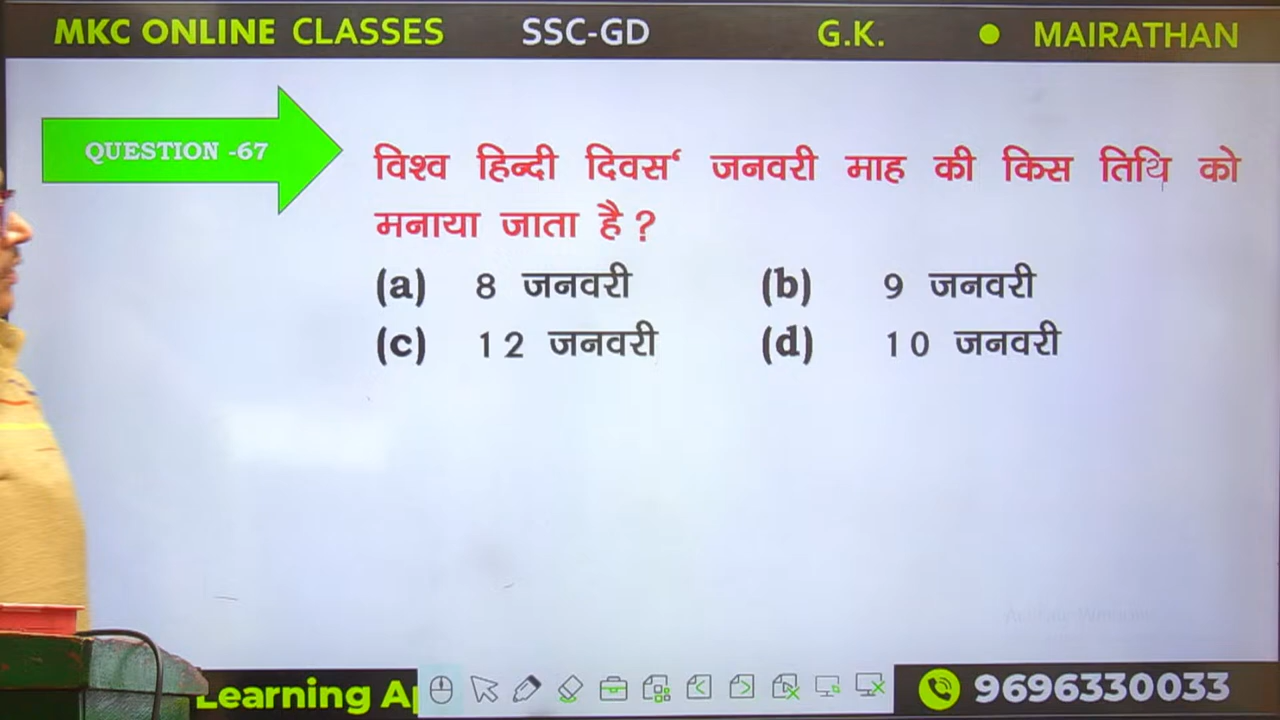 MKC ONLINE CLASSES SSC-GD G.K. MAIRATHAN
QUESTION -67
विश्व हिन्दी दिवस‘ जनवरी माह की किस तिथि को
मनाया जाता है ?
(a) 8 जनवरी (b) 9 जनवरी
(c) 12 जनवरी (d) 10 जनवरी
Learning Ap
9696330033